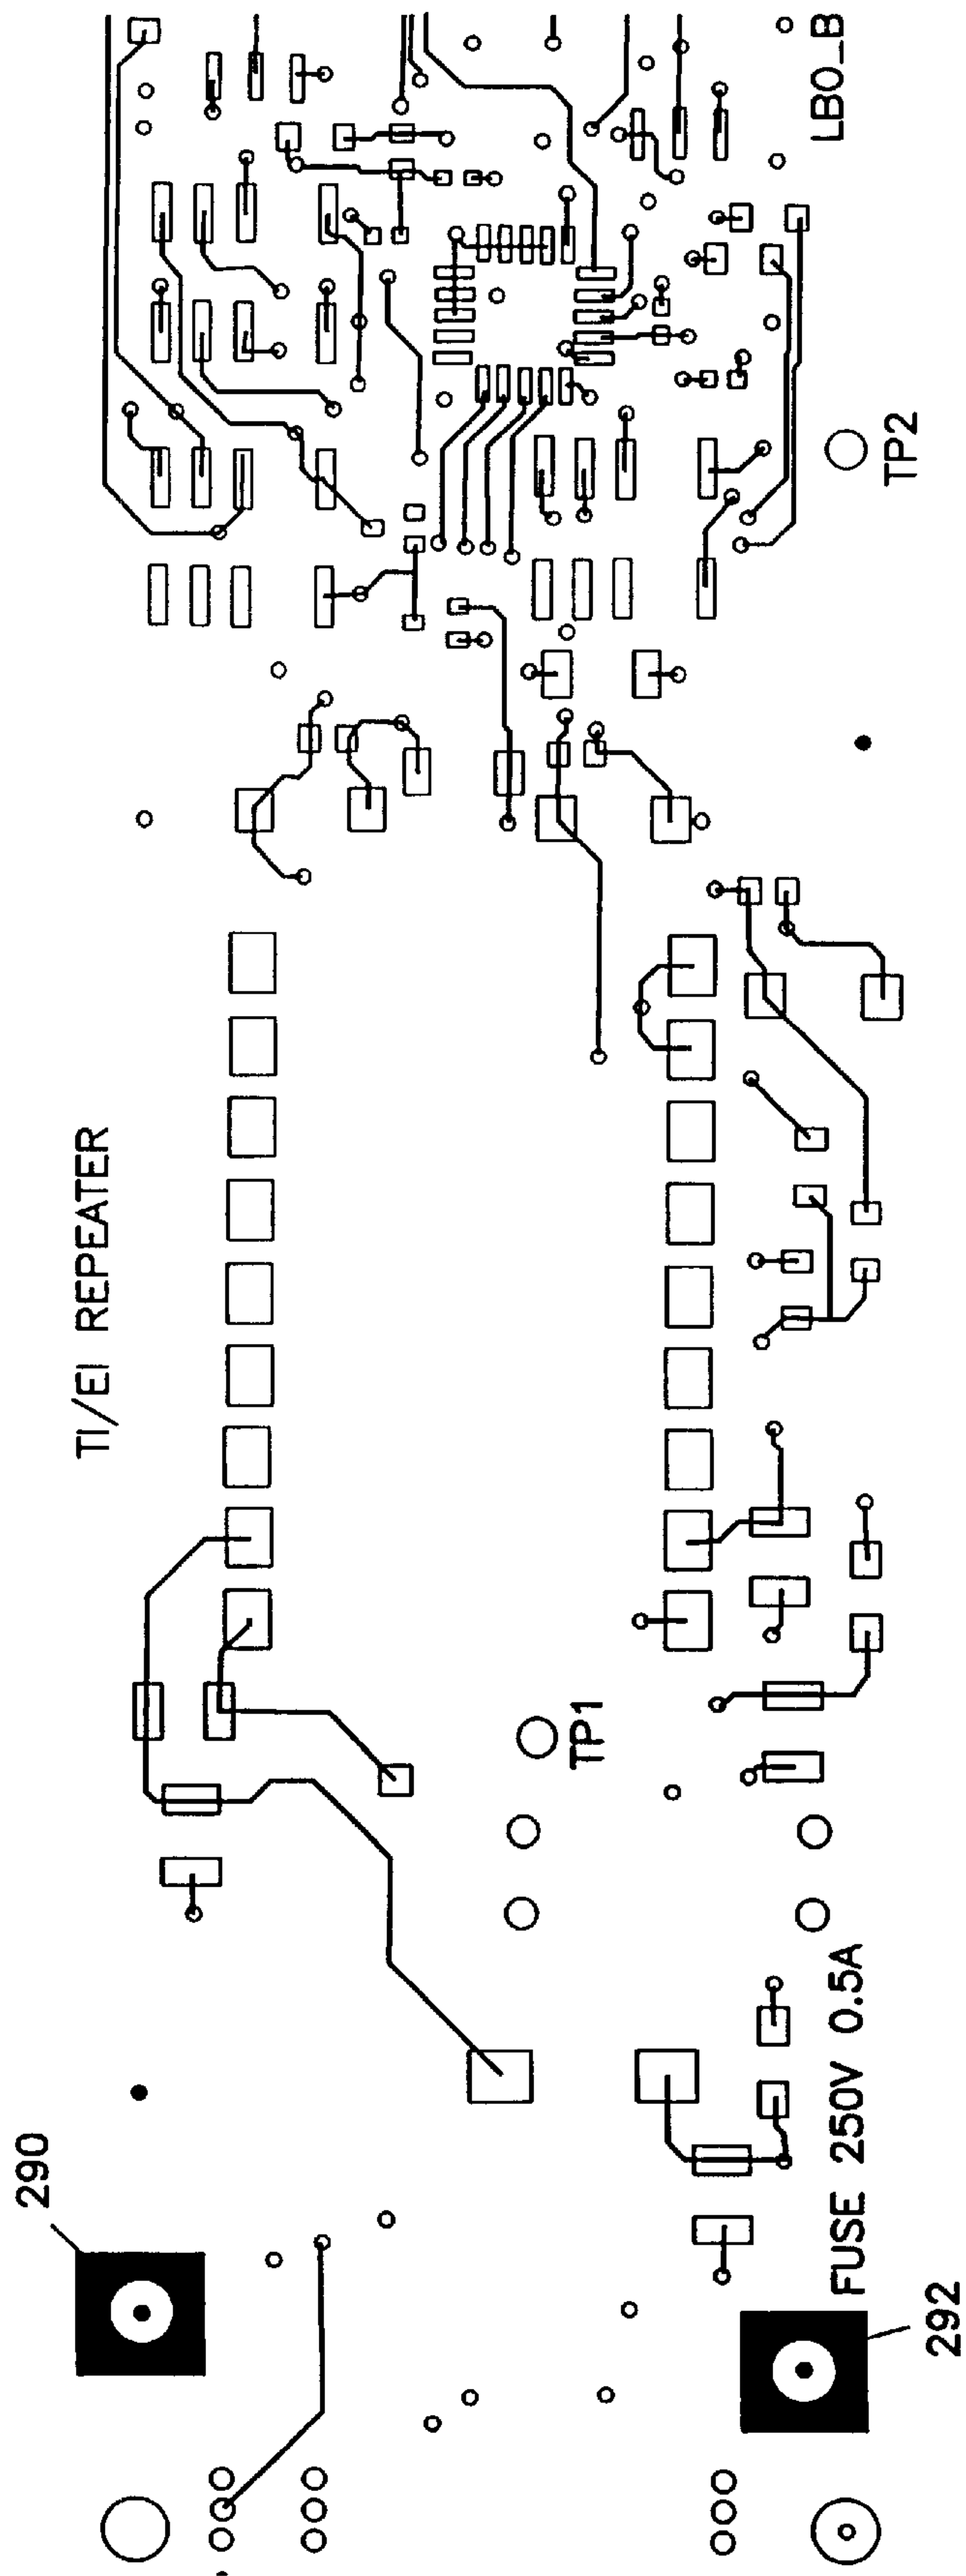 LBO_B
TP2
TI/EI REPEATER
TP1
FUSE 250V 0.5A
290
292